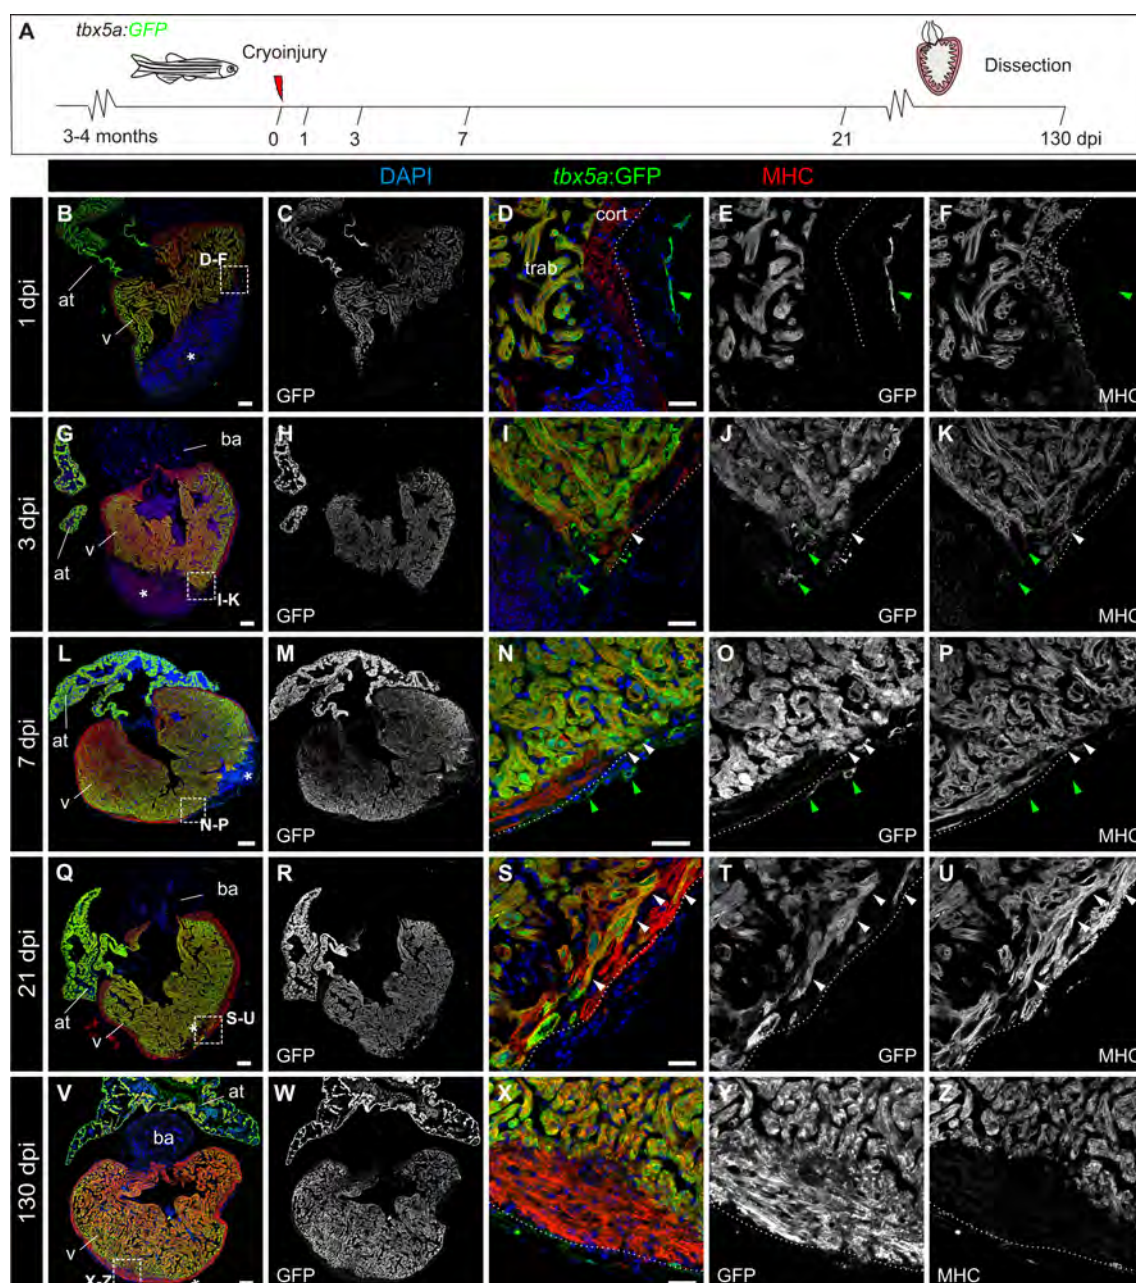 A
tbx5a:GFP
Cryoinjury
Dissection
3-4 months
0
1
3
7
21
130 dpi
DAPI
tbx5a:GFP
MHC
1 dpi
B
at
v
D-F
*
C
GFP
D
cort
trab
E
GFP
F
MHC
3 dpi
G
ba
v
at
*
I-K
H
GFP
I
J
GFP
K
MHC
7 dpi
L
at
v
*
N-P
M
GFP
N
O
GFP
P
MHC
21 dpi
Q
ba
at
v
*
S-U
R
GFP
S
T
GFP
U
MHC
130 dpi
V
at
ba
v
X-Z
*
W
GFP
X
Y
GFP
Z
MHC